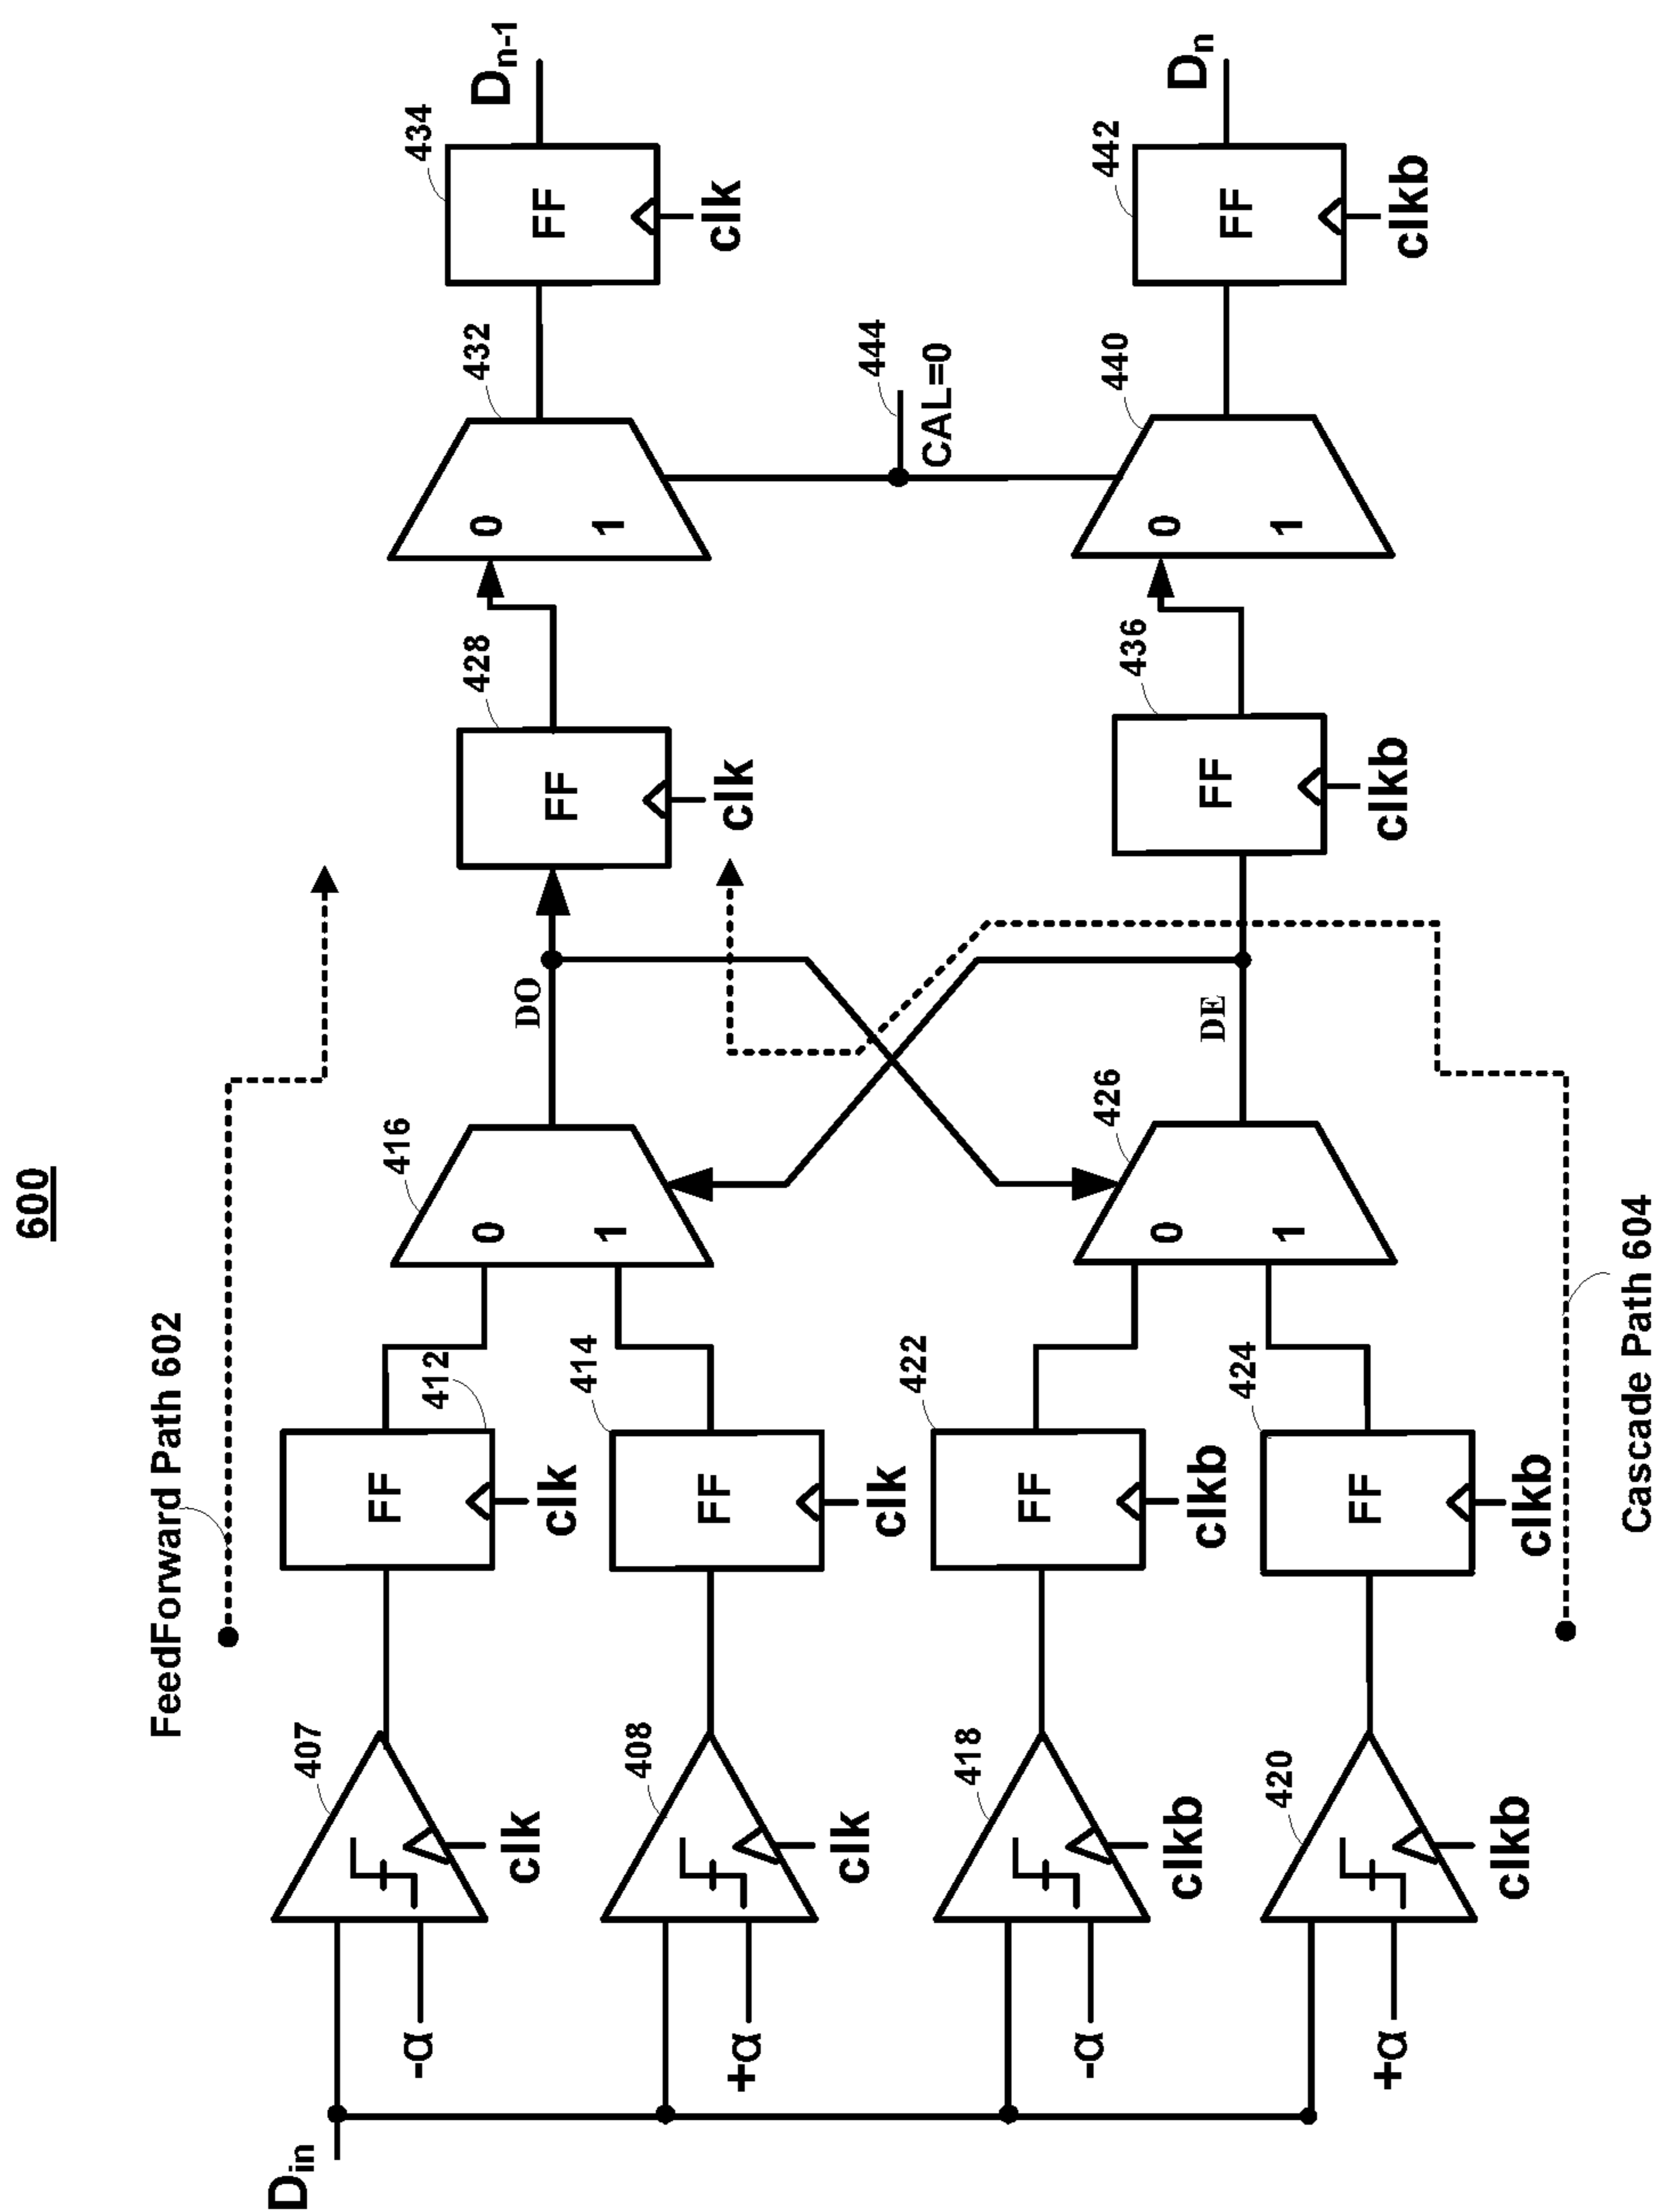 600
FeedForward Path 602
D_in
-α
407
clk
FF
412
clk
+α
408
clk
FF
414
clk
416
0
1
DO
428
FF
clk
432
0
1
434
FF
clk
D_n-1
444
CAL=0
-α
418
clkb
FF
422
clkb
+α
420
clkb
FF
424
clkb
426
0
1
DE
436
FF
clkb
440
0
1
442
FF
clkb
D_n
Cascade Path 604